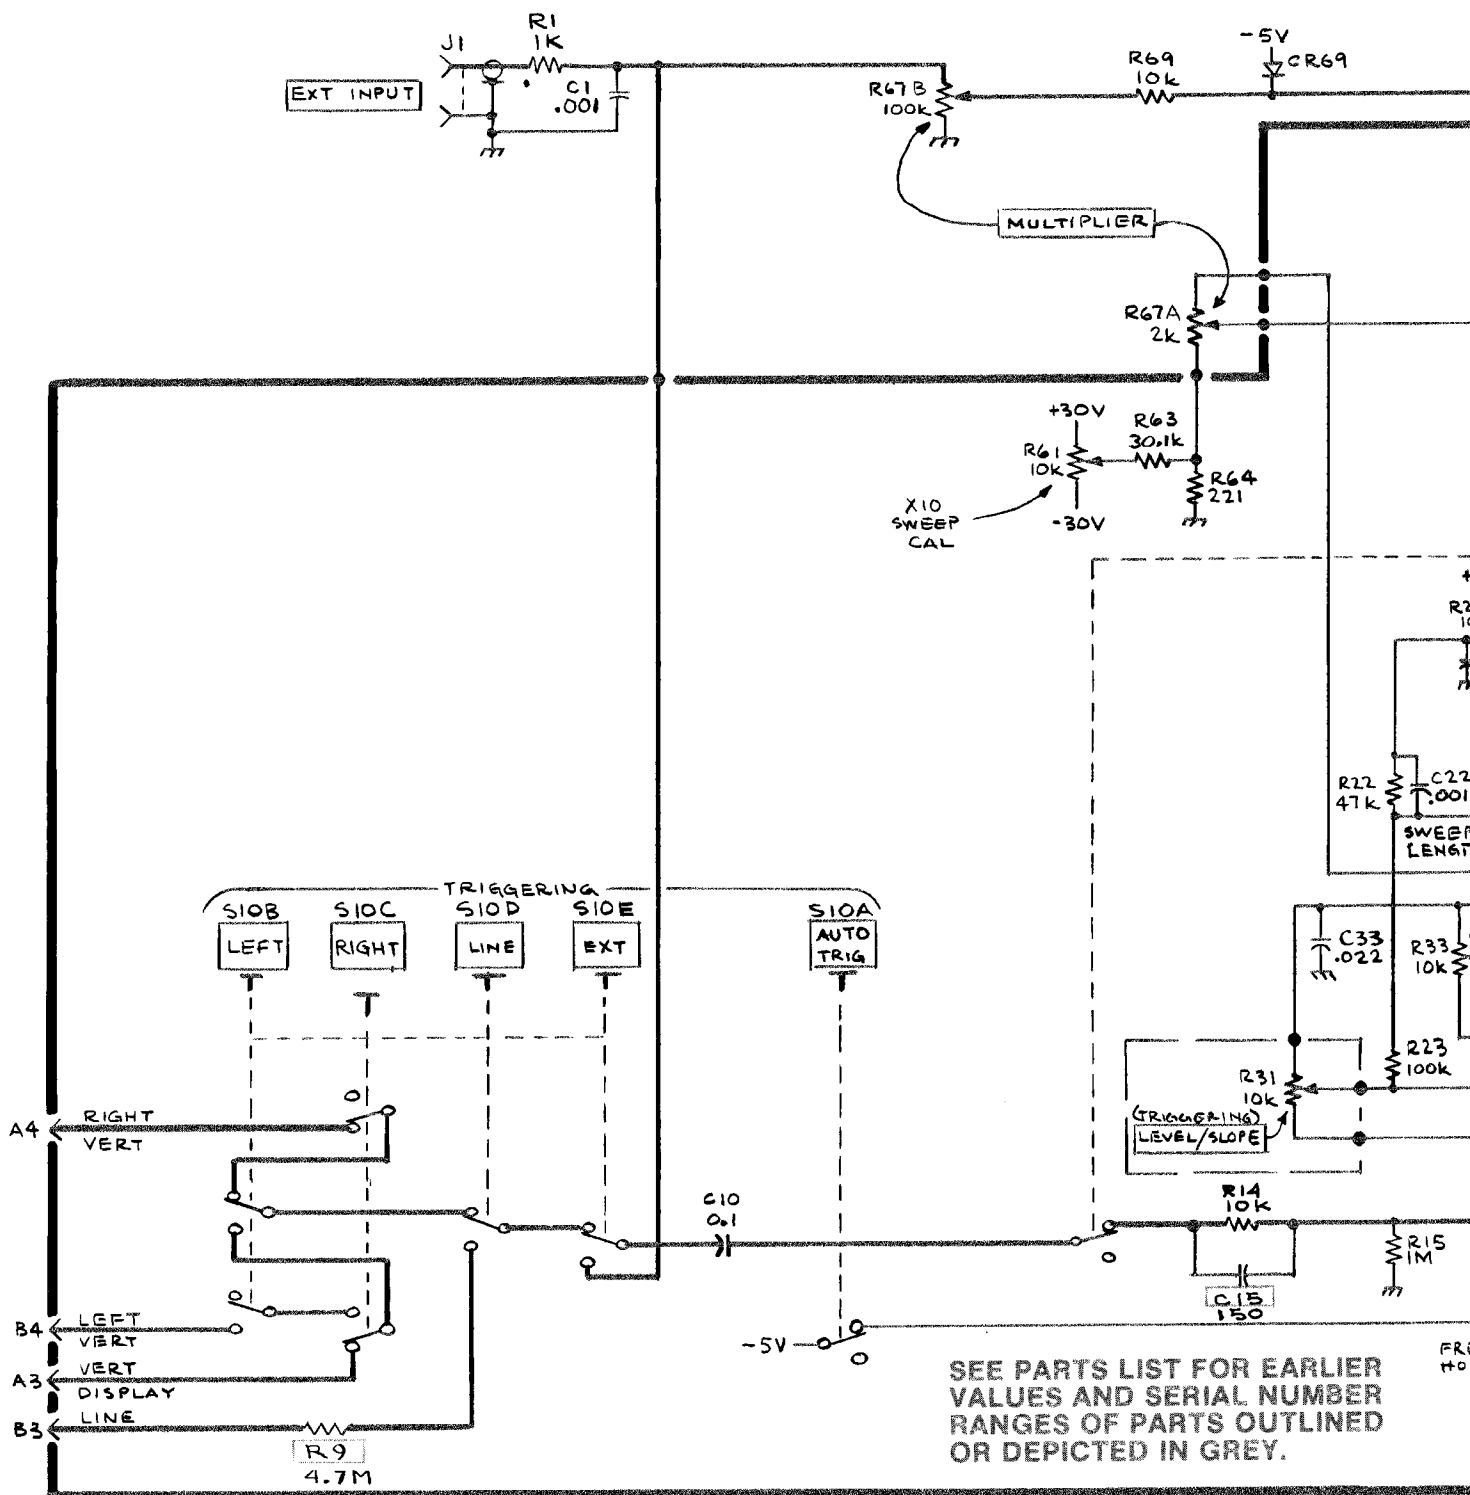 J1
R1
1K
EXT INPUT
C1
.001
R67B
100K
R69
10K
-5V
CR69
MULTIPLIER
R67A
2K
+30V
R61
10K
R63
30.1K
-30V
R64
221
X10
SWEEP
CAL
R22
47K
C22
.001
TRIGGERING
S10B
LEFT
S10C
RIGHT
S10D
LINE
S10E
EXT
S10A
AUTO
TRIG
C33
.022
R33
10K
R23
100K
R31
10K
(TRIGGERING)
LEVEL/SLOPE
A4
RIGHT
VERT
C10
0.1
R14
10K
R15
1M
C15
150
B4
LEFT
VERT
-5V
A3
VERT
DISPLAY
B3
LINE
R9
4.7M
SEE PARTS LIST FOR EARLIER
VALUES AND SERIAL NUMBER
RANGES OF PARTS OUTLINED
OR DEPICTED IN GREY.